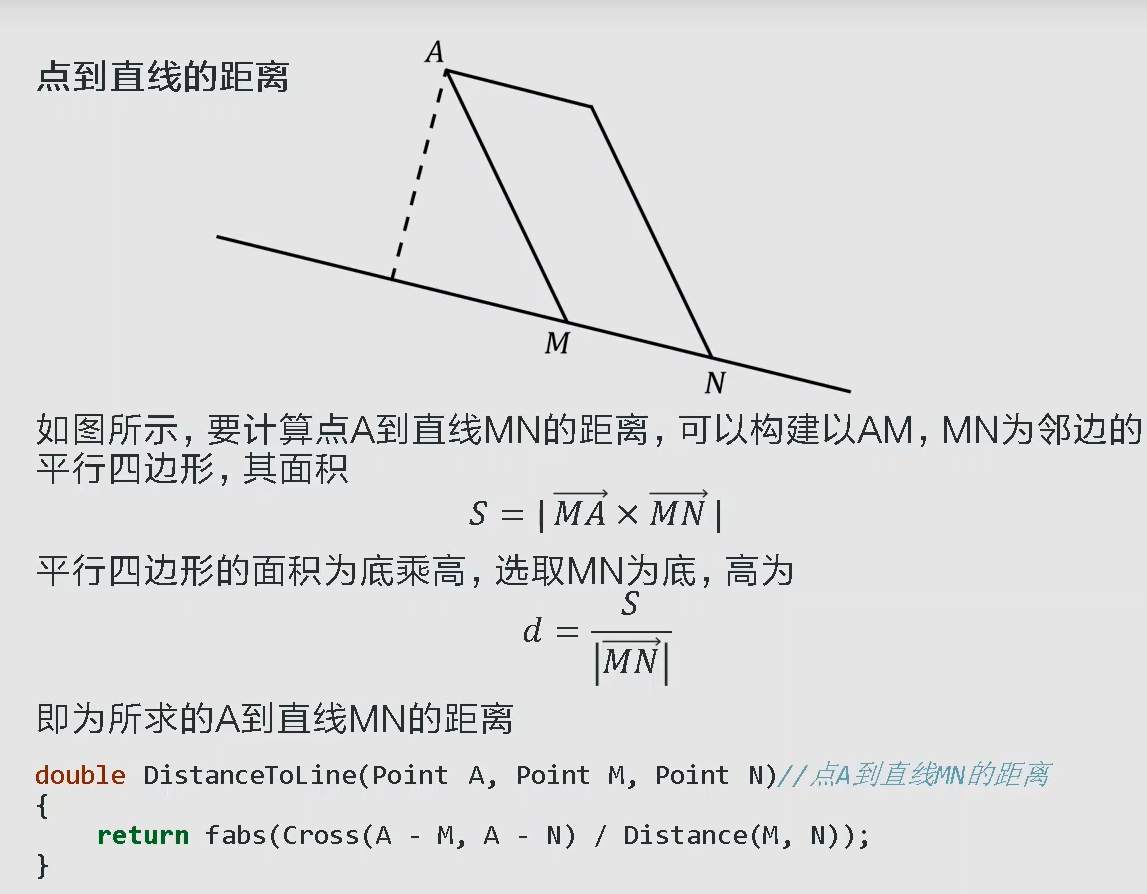 点到直线的距离
A
M
N
如图所示，要计算点A到直线MN的距离，可以构建以AM，MN为邻边的
平行四边形，其面积
S = |\overrightarrow{MA} × \overrightarrow{MN}|
平行四边形的面积为底乘高，选取MN为底，高为
d = \frac{S}{|\overrightarrow{MN}|}
即为所求的A到直线MN的距离
double DistanceToLine(Point A, Point M, Point N)//点A到直线MN的距离
{
    return fabs(Cross(A - M, A - N) / Distance(M, N));
}